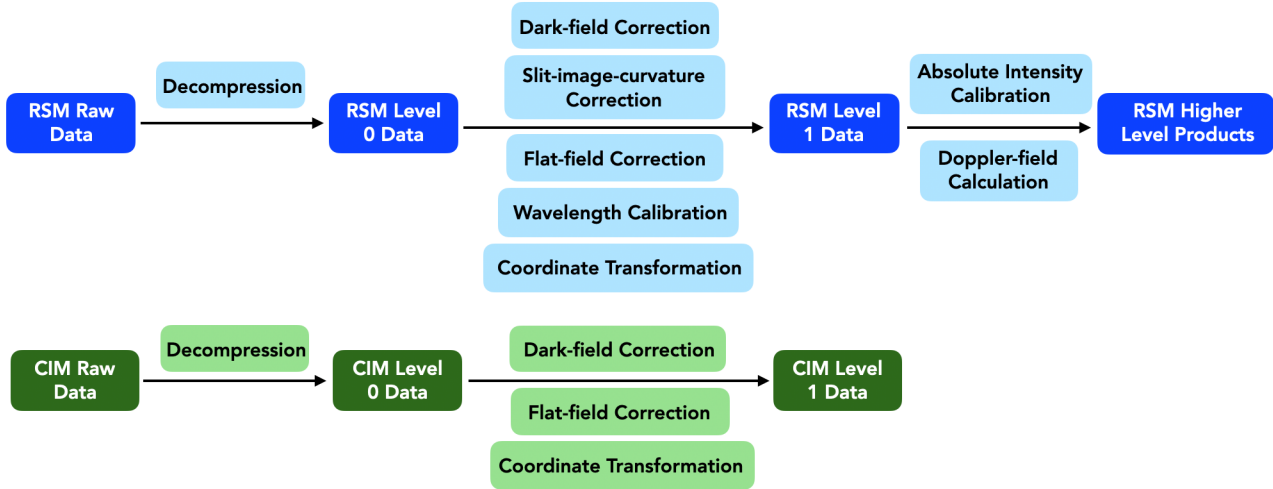 Dark-field Correction
Slit-image-curvature
Correction
Decompression
Absolute Intensity
Calibration
RSM Raw
Data
RSM Level
0 Data
RSM Level
1 Data
RSM Higher
Level Products
Flat-field Correction
Doppler-field
Calculation
Wavelength Calibration
Coordinate Transformation
Decompression
Dark-field Correction
CIM Raw
Data
CIM Level
0 Data
CIM Level
1 Data
Flat-field Correction
Coordinate Transformation